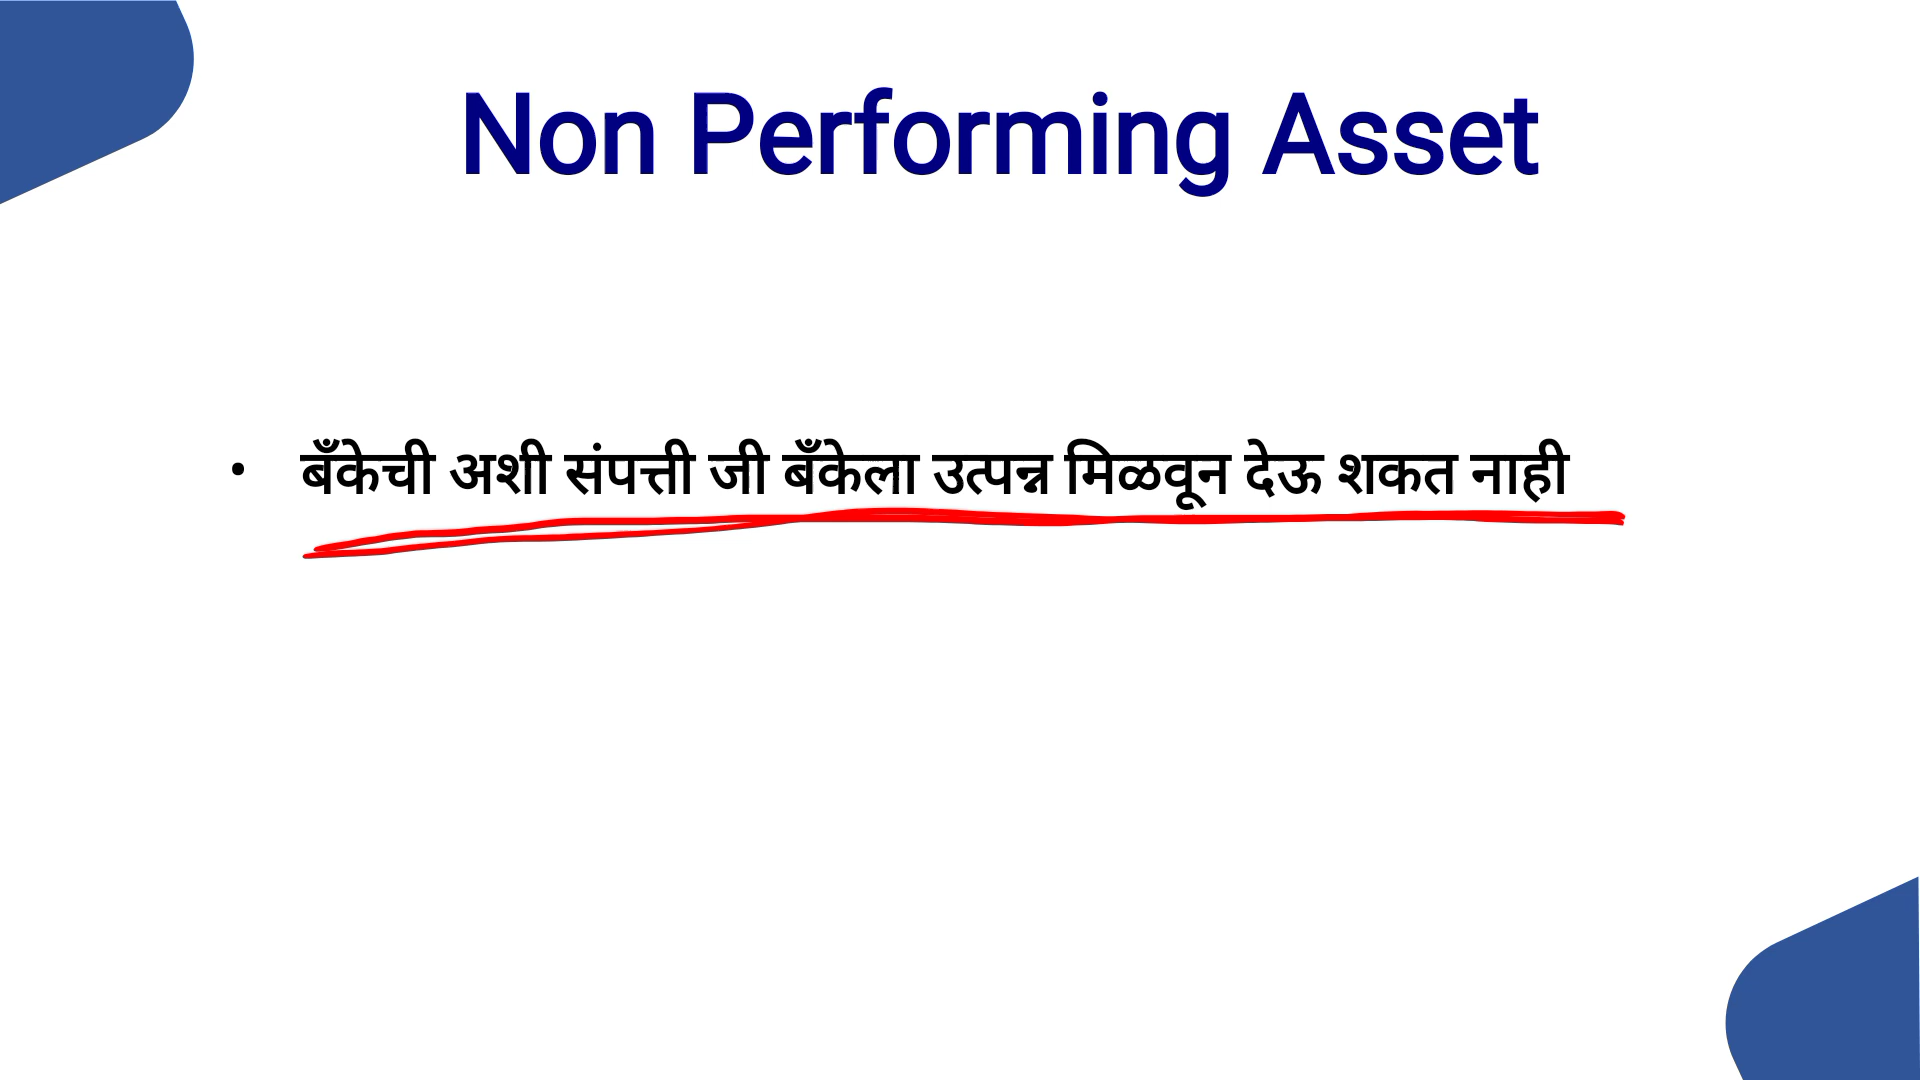 Non Performing Asset
• बँकेची अशी संपत्ती जी बँकेला उत्पन्न मिळवून देऊ शकत नाही